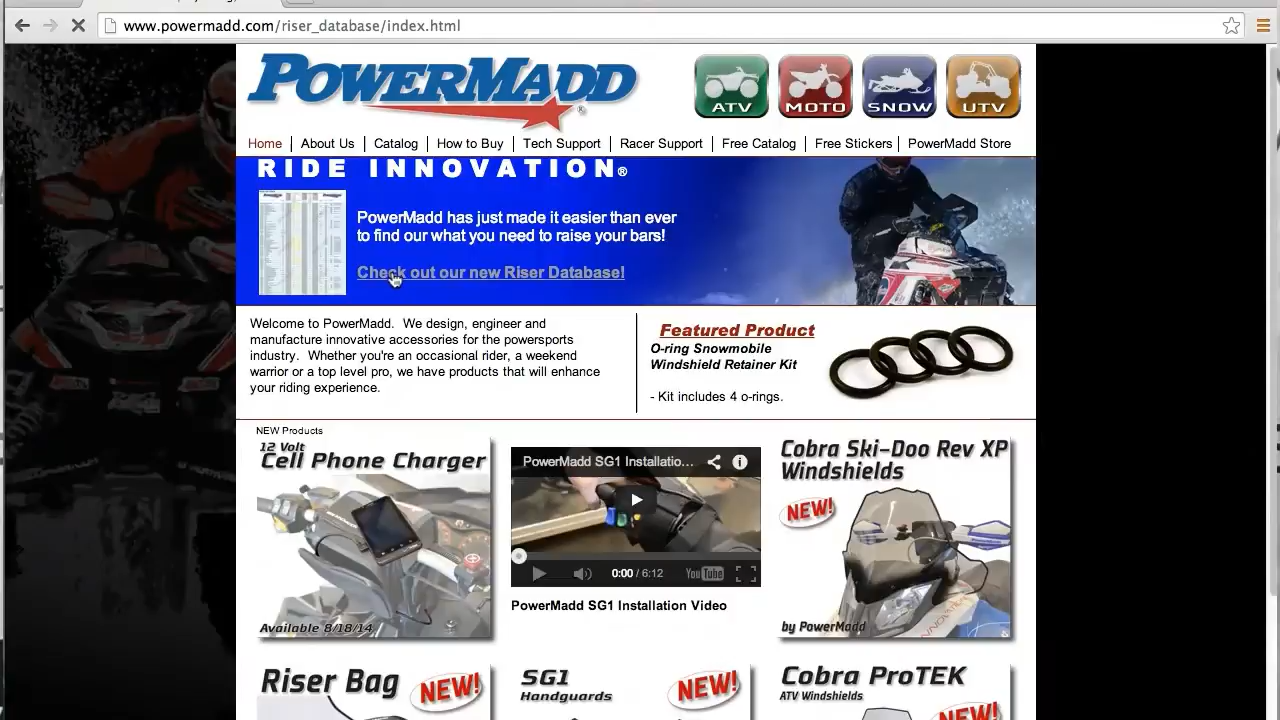 www.powermadd.com/riser_database/index.html
POWERMADD®
ATV MOTO SNOW UTV
Home About Us Catalog How to Buy Tech Support Racer Support Free Catalog Free Stickers PowerMadd Store
RIDE INNOVATION®
PowerMadd has just made it easier than ever
to find our what you need to raise your bars!
Check out our new Riser Database!
Welcome to PowerMadd. We design, engineer and
manufacture innovative accessories for the powersports
industry. Whether you're an occasional rider, a weekend
warrior or a top level pro, we have products that will enhance
your riding experience.
Featured Product
O-ring Snowmobile
Windshield Retainer Kit
- Kit includes 4 o-rings.
NEW Products
12 Volt
Cell Phone Charger
Available 8/18/14
PowerMadd SG1 Installatio...
0:00 / 6:12
YouTube
PowerMadd SG1 Installation Video
Cobra Ski-Doo Rev XP
Windshields
NEW!
by PowerMadd
Riser Bag
NEW!
SG1
Handguards
NEW!
Cobra ProTEK
ATV Windshields
NEW!